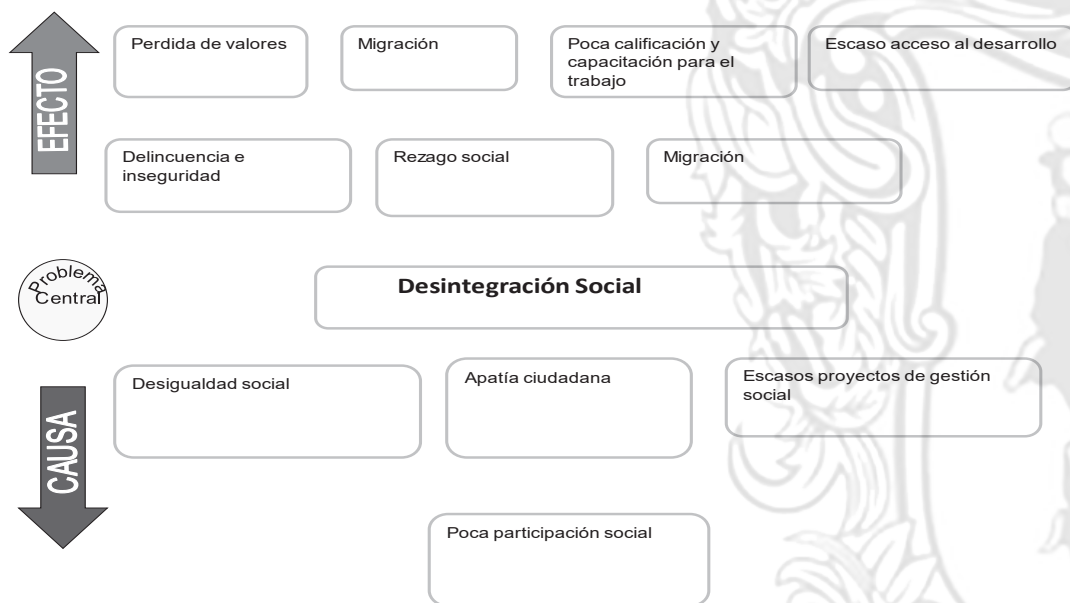 EFECTO
Perdida de valores
Migración
Poca calificación y
capacitación para el
trabajo
Escaso acceso al desarrollo
Delincuencia e
inseguridad
Rezago social
Migración
Problema
Central
Desintegración Social
CAUSA
Desigualdad social
Apatía ciudadana
Escasos proyectos de gestión
social
Poca participación social